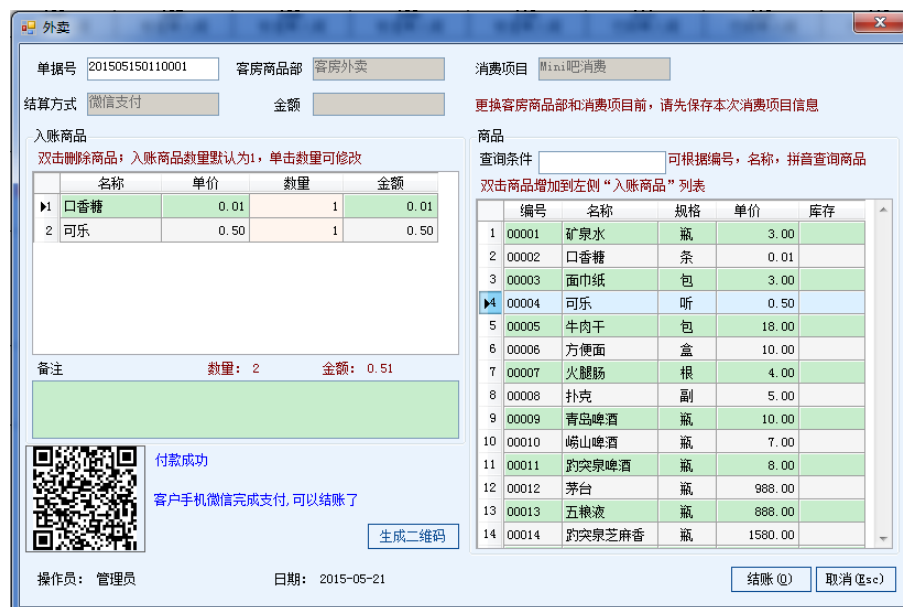 外卖
单据号 201505150110001 客房商品部 客房外卖 消费项目 Mini吧消费
结算方式 微信支付 金额 更换客房商品部和消费项目前，请先保存本次消费项目信息
入账商品
双击删除商品；入账商品数量默认为1，单击数量可修改
名称 单价 数量 金额
1 口香糖 0.01 1 0.01
2 可乐 0.50 1 0.50
备注 数量： 2 金额： 0.51
付款成功
客户手机微信完成支付,可以结账了
生成二维码
商品
查询条件 可根据编号，名称，拼音查询商品
双击商品增加到左侧“入账商品”列表
编号 名称 规格 单价 库存
1 00001 矿泉水 瓶 3.00
2 00002 口香糖 条 0.01
3 00003 面巾纸 包 3.00
4 00004 可乐 听 0.50
5 00005 牛肉干 包 18.00
6 00006 方便面 盒 10.00
7 00007 火腿肠 根 4.00
8 00008 扑克 副 5.00
9 00009 青岛啤酒 瓶 10.00
10 00010 崂山啤酒 瓶 7.00
11 00011 趵突泉啤酒 瓶 8.00
12 00012 茅台 瓶 988.00
13 00013 五粮液 瓶 888.00
14 00014 趵突泉芝麻香 瓶 1580.00
操作员： 管理员 日期： 2015-05-21 结账(O) 取消(Esc)